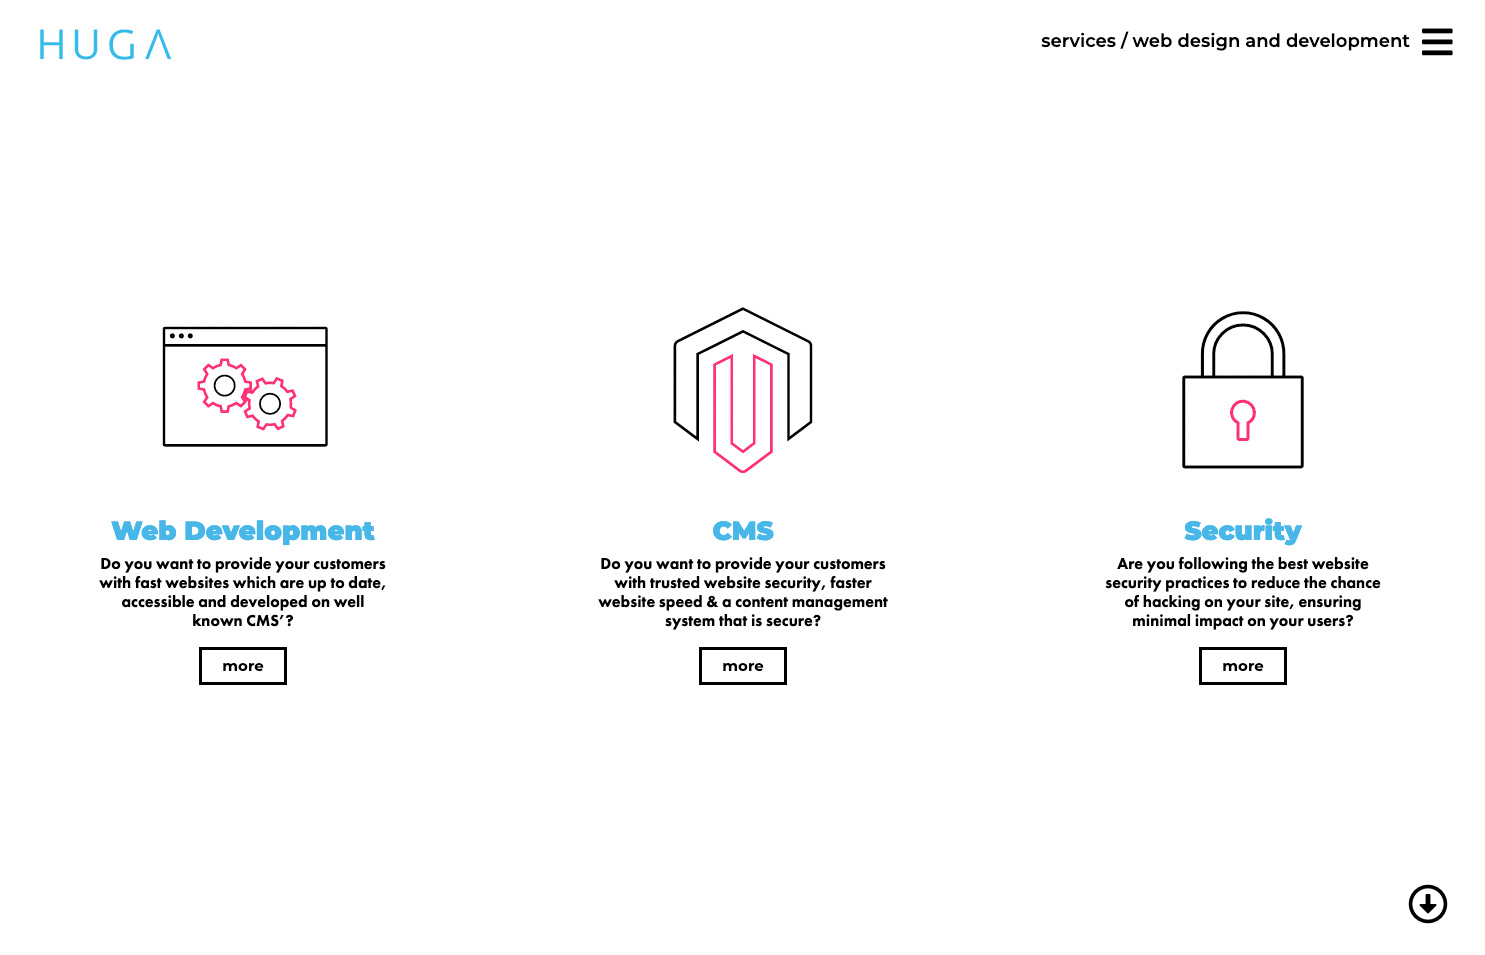 HUGA
services / web design and development
Web Development
Do you want to provide your customers
with fast websites which are up to date,
accessible and developed on well
known CMS’?
more
CMS
Do you want to provide your customers
with trusted website security, faster
website speed & a content management
system that is secure?
more
Security
Are you following the best website
security practices to reduce the chance
of hacking on your site, ensuring
minimal impact on your users?
more